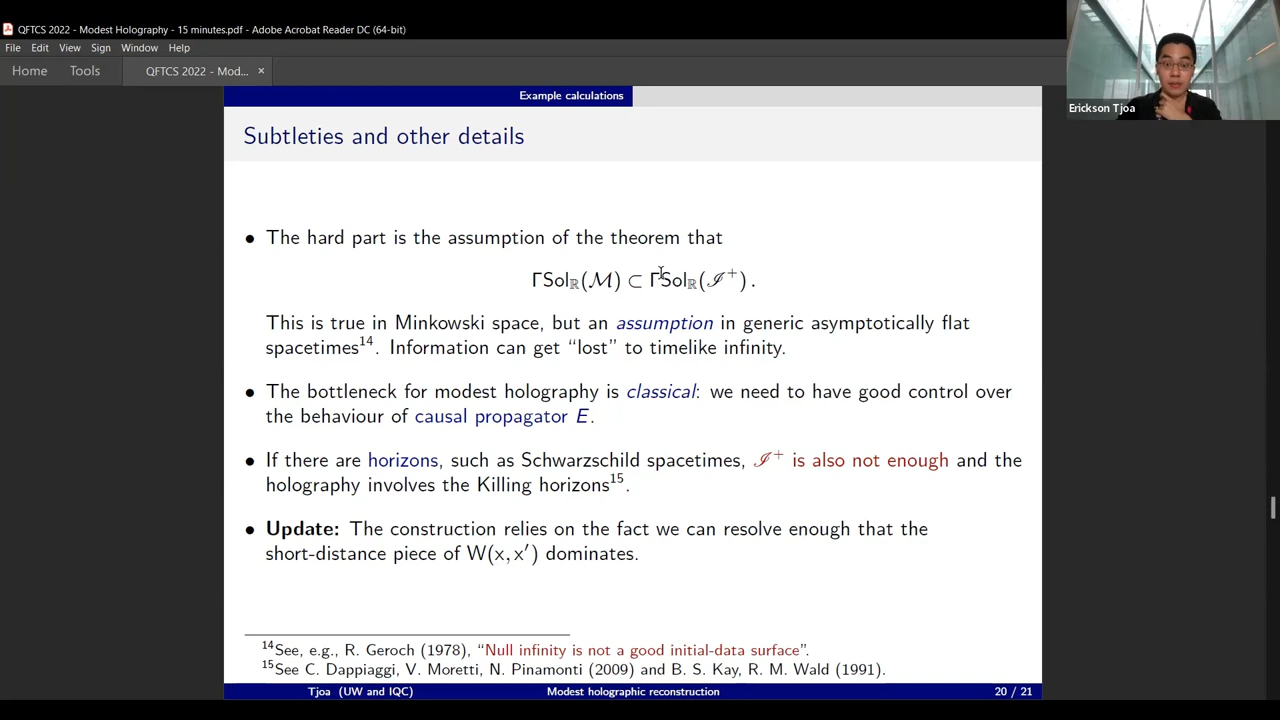 QFTCS 2022 - Modest Holography - 15 minutes.pdf - Adobe Acrobat Reader DC (64-bit)
File Edit View Sign Window Help
Home Tools QFTCS 2022 - Mod... ×
Erickson Tjoa
Example calculations
Subtleties and other details
• The hard part is the assumption of the theorem that
ΓSolℝ(ℳ) ⊂ ΓSolℝ(ℐ⁺).
This is true in Minkowski space, but an assumption in generic asymptotically flat
spacetimes¹⁴. Information can get “lost” to timelike infinity.
• The bottleneck for modest holography is classical: we need to have good control over
the behaviour of causal propagator E.
• If there are horizons, such as Schwarzschild spacetimes, ℐ⁺ is also not enough and the
holography involves the Killing horizons¹⁵.
• Update: The construction relies on the fact we can resolve enough that the
short-distance piece of W(x, x′) dominates.
¹⁴See, e.g., R. Geroch (1978), “Null infinity is not a good initial-data surface”.
¹⁵See C. Dappiaggi, V. Moretti, N. Pinamonti (2009) and B. S. Kay, R. M. Wald (1991).
Tjoa (UW and IQC) Modest holographic reconstruction 20 / 21